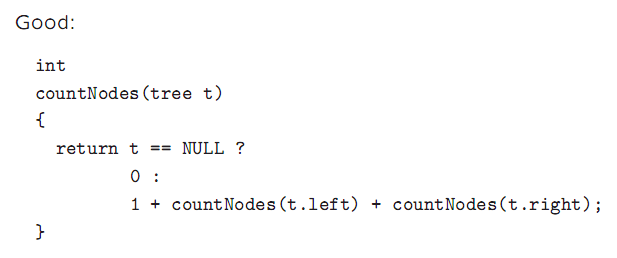 Good:
int
countNodes(tree t)
{
return t == NULL ?
0 :
1 + countNodes(t.left) + countNodes(t.right);
}